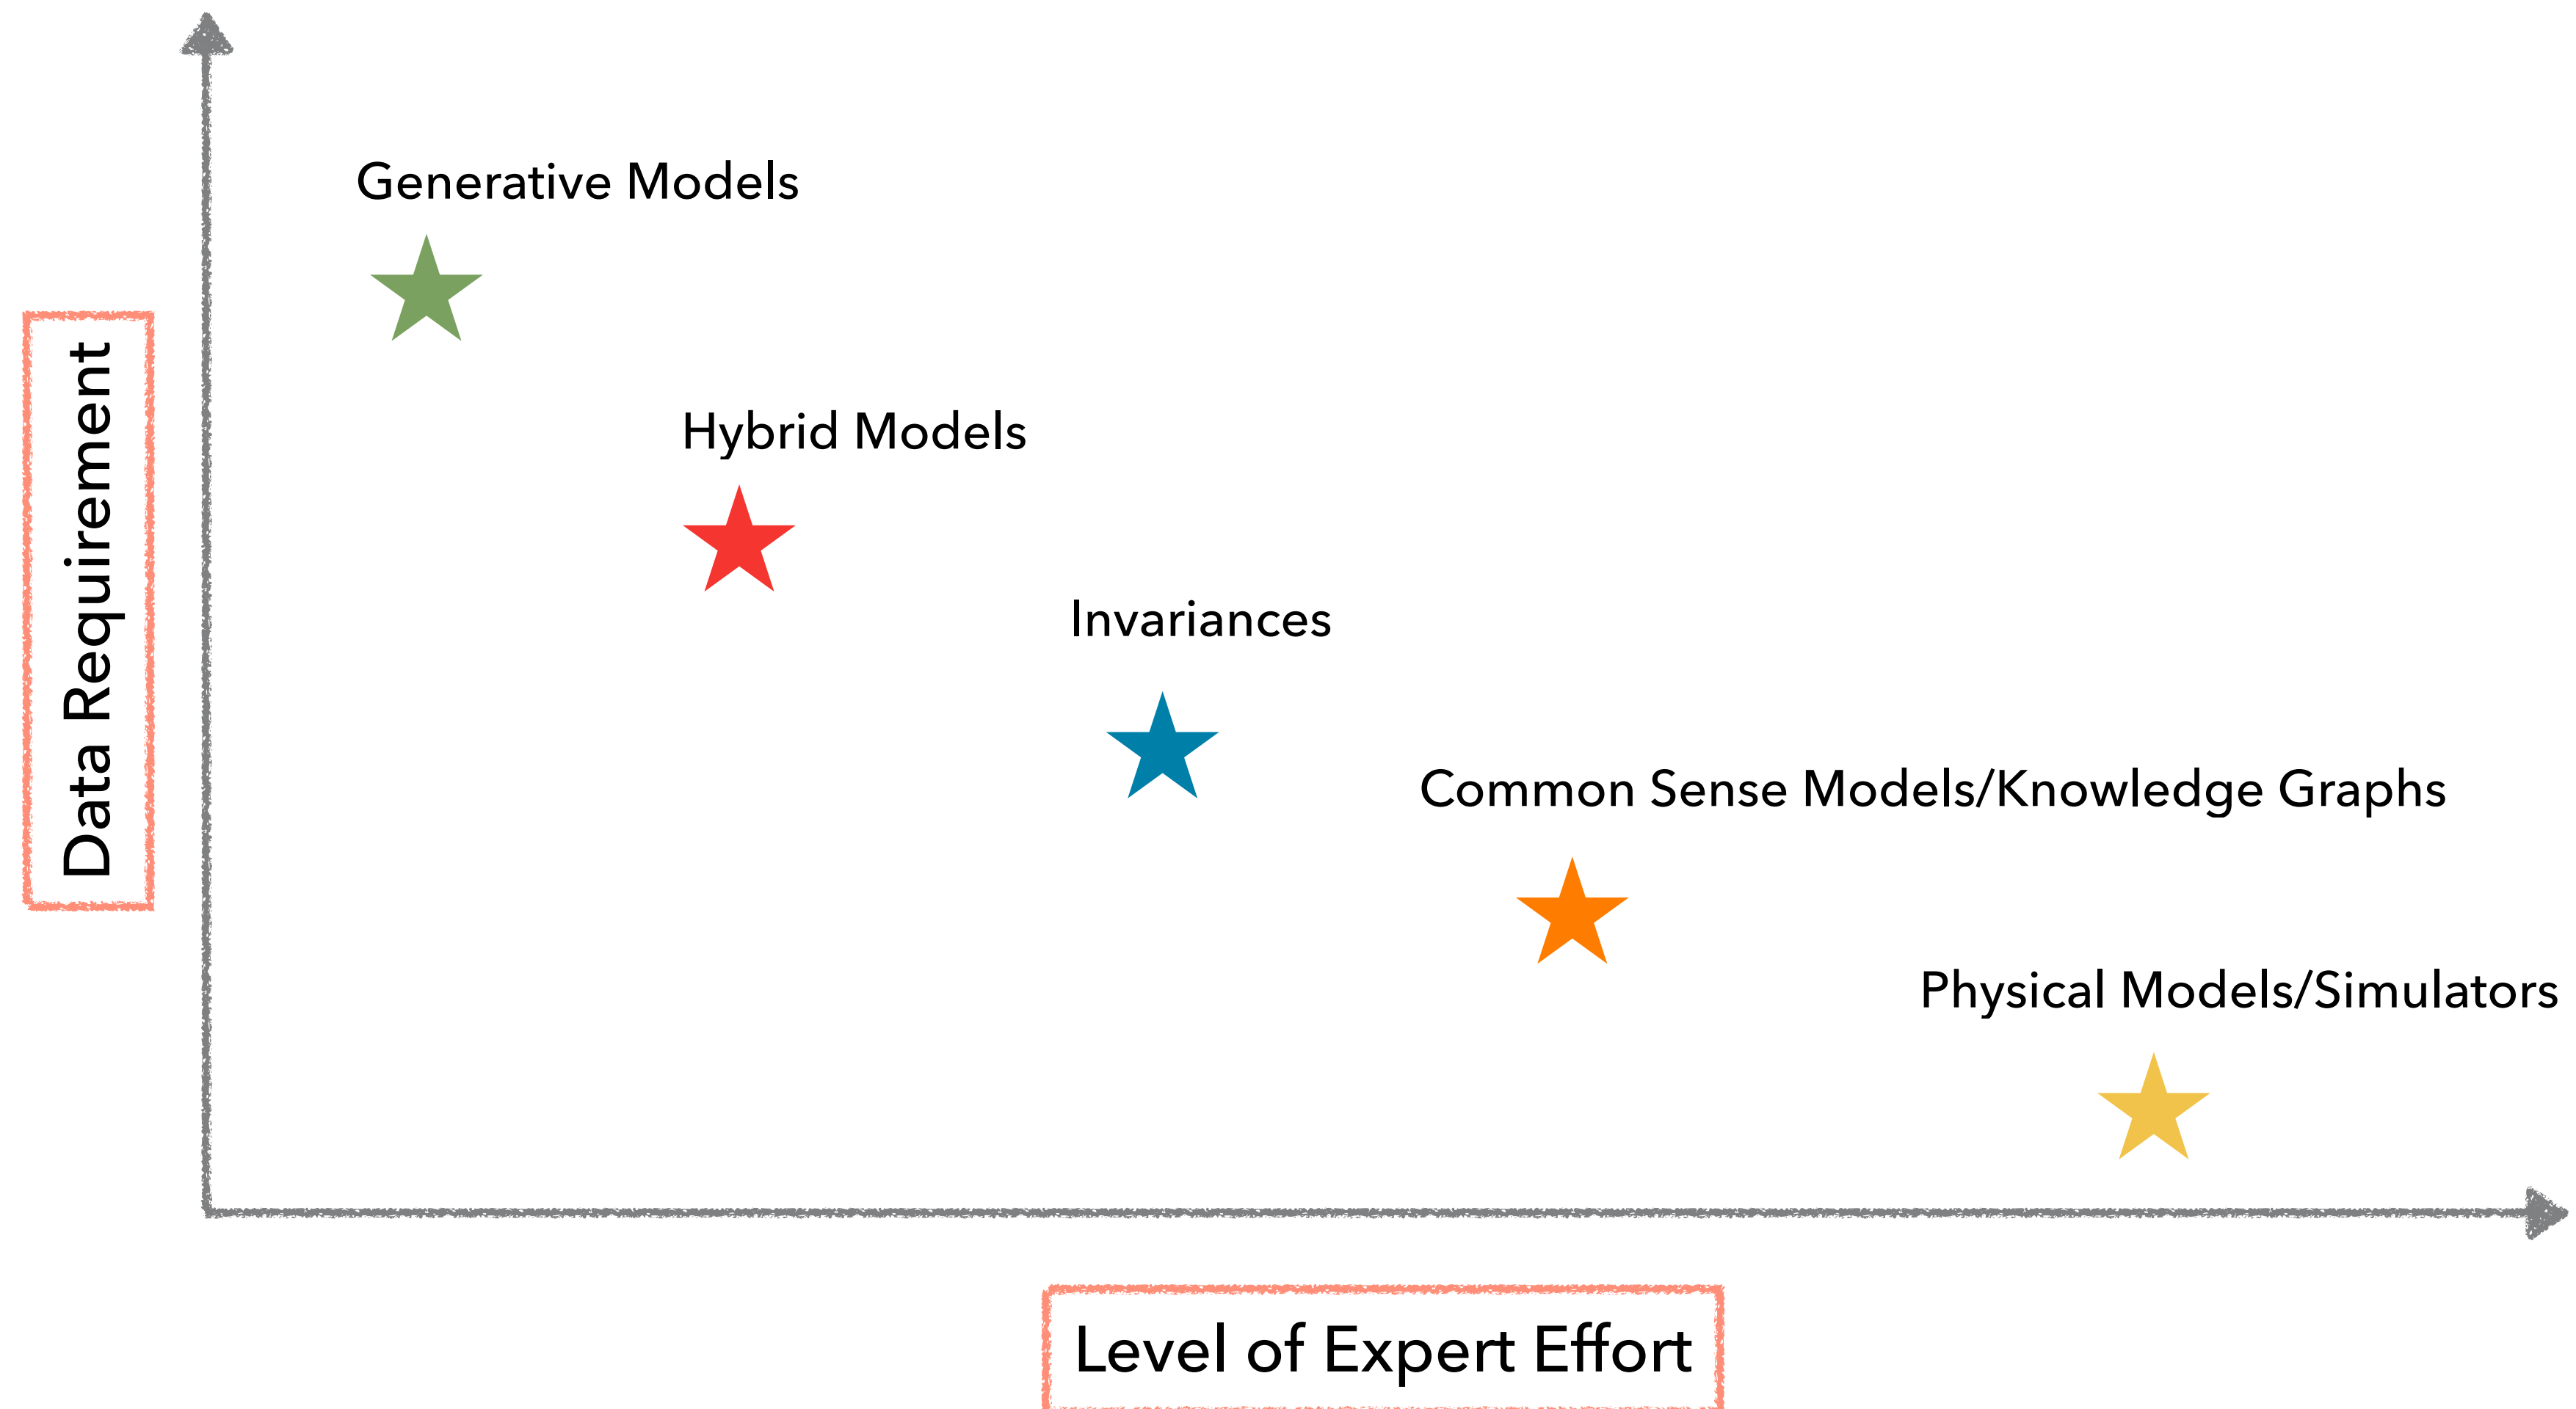 Generative Models
Hybrid Models
Invariances
Common Sense Models/Knowledge Graphs
Physical Models/Simulators
Data Requirement
Level of Expert Effort